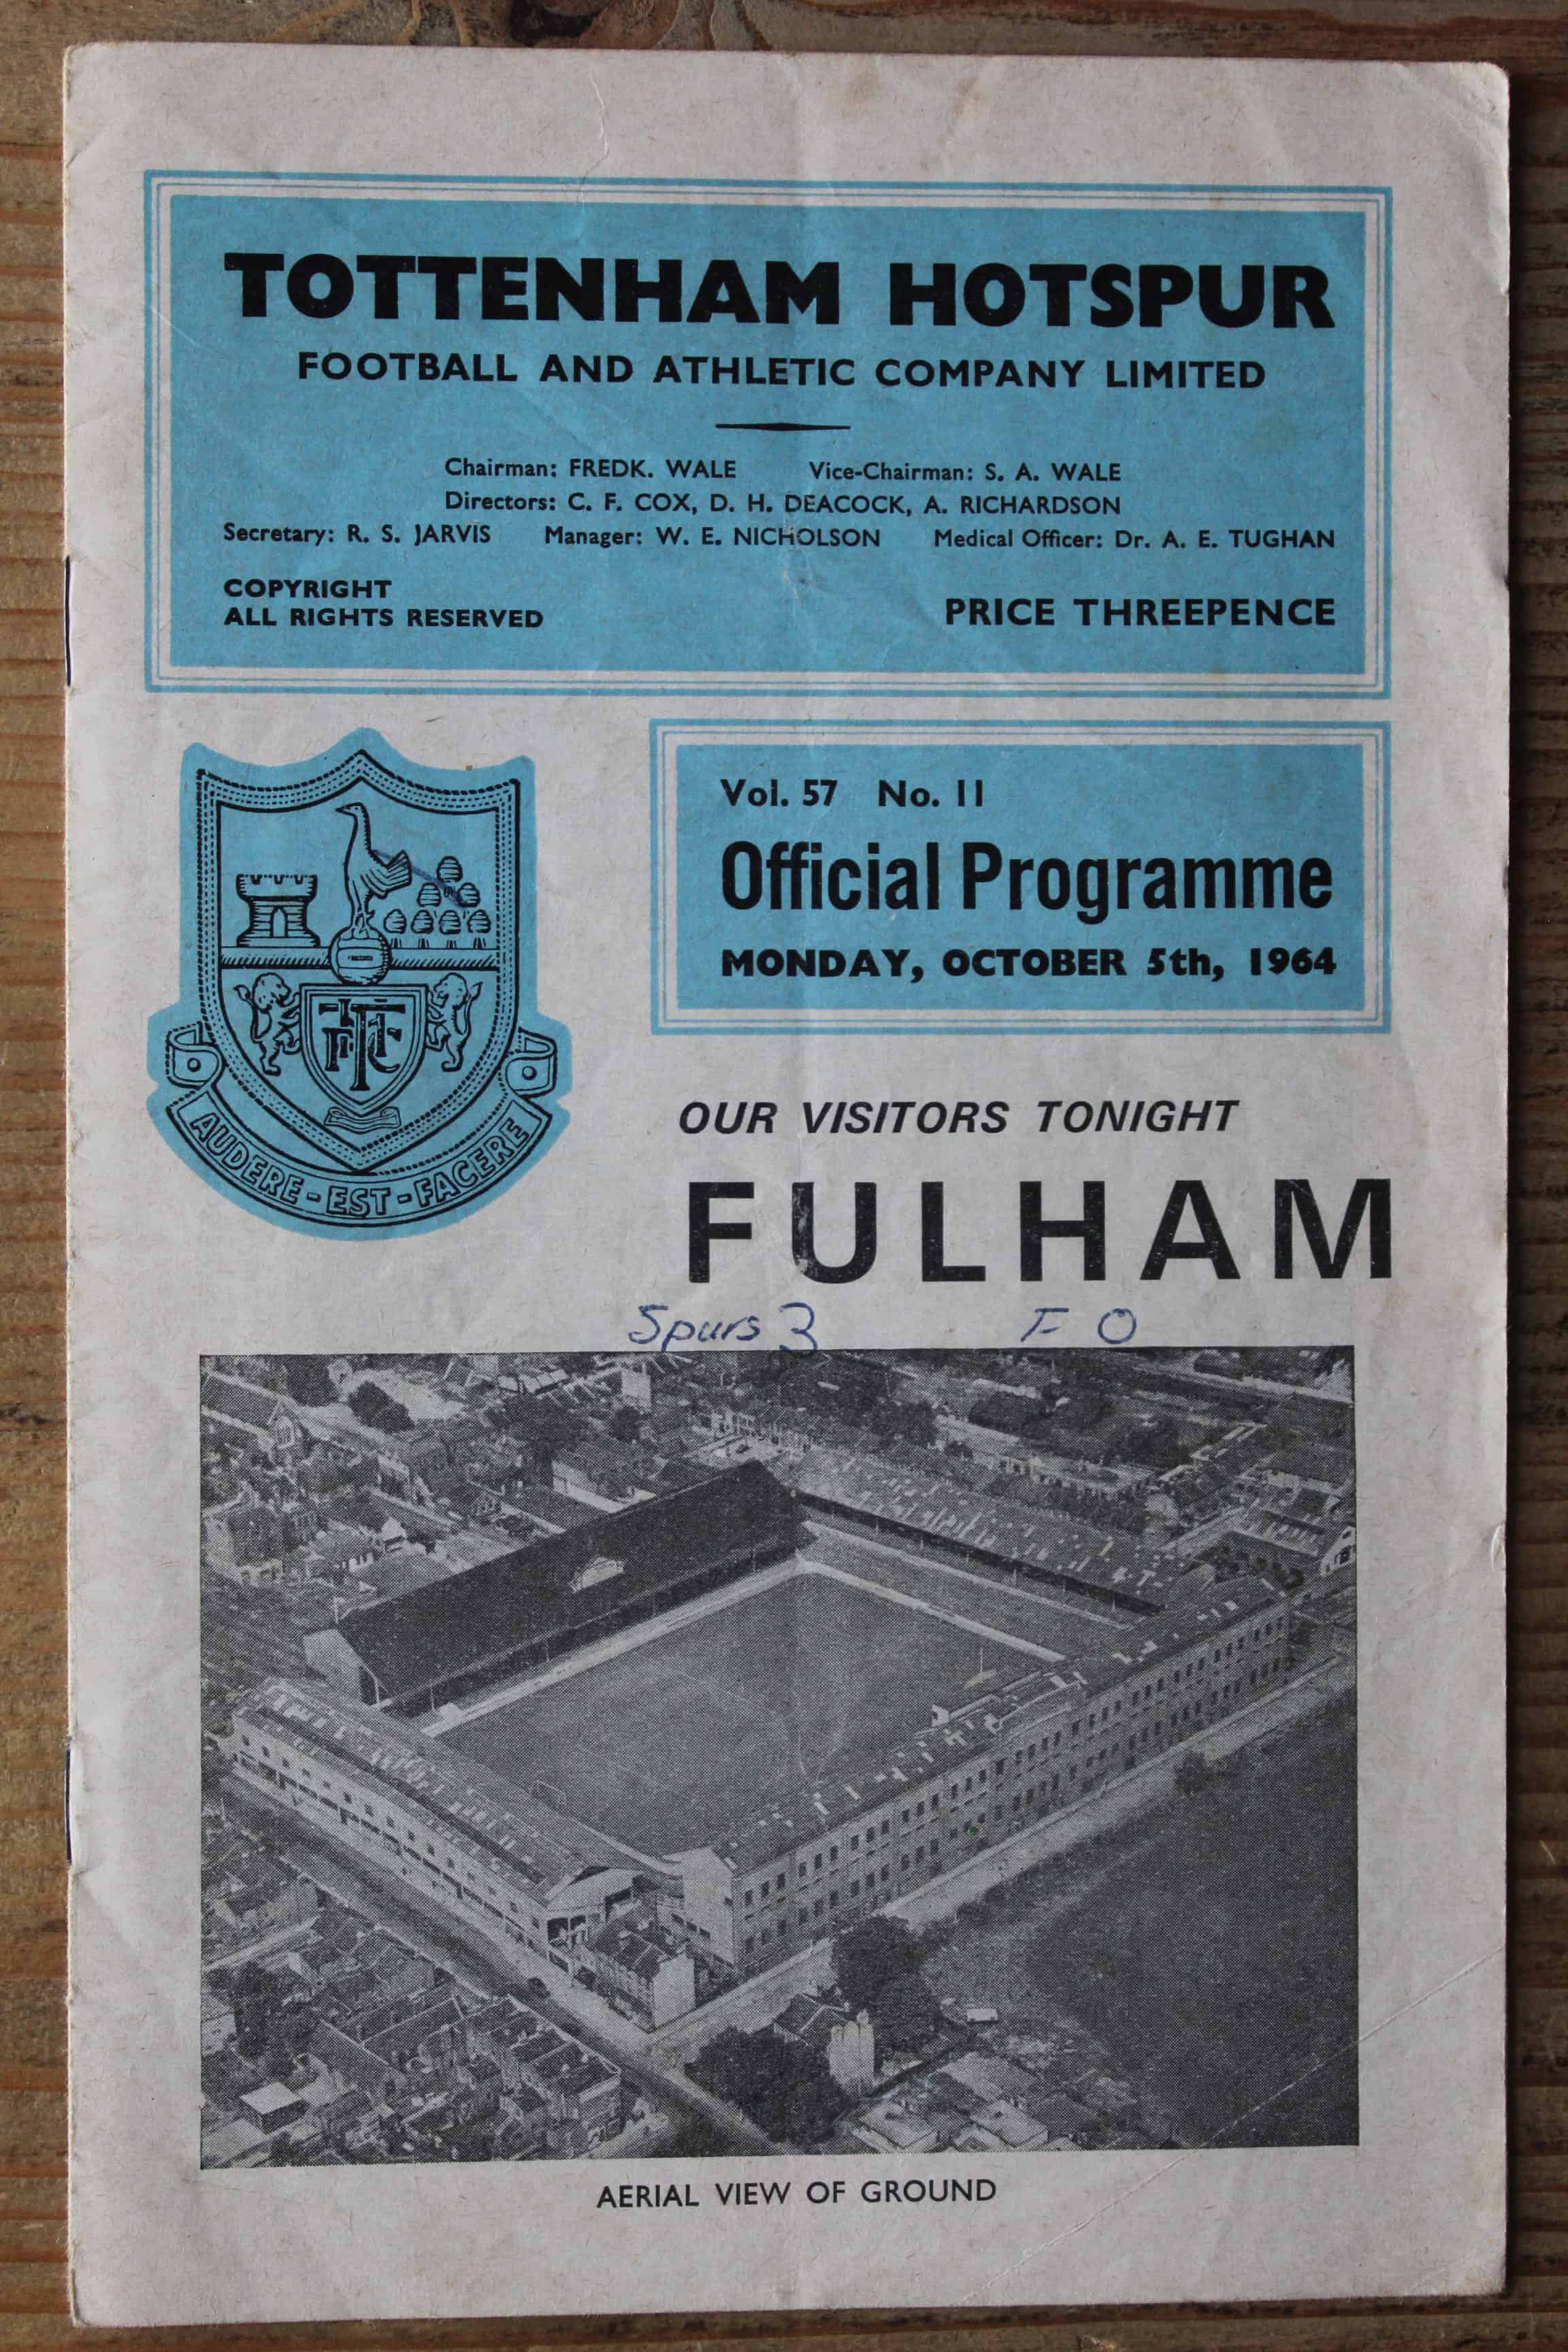 TOTTENHAM HOTSPUR
FOOTBALL AND ATHLETIC COMPANY LIMITED
Chairman: FREDK. WALE Vice-Chairman: S. A. WALE
Directors: C. F. COX, D. H. DEACOCK, A. RICHARDSON
Secretary: R. S. JARVIS Manager: W. E. NICHOLSON Medical Officer: Dr. A. E. TUGHAN
COPYRIGHT
ALL RIGHTS RESERVED
PRICE THREEPENCE
Vol. 57 No. 11
Official Programme
MONDAY, OCTOBER 5th, 1964
AUDERE-EST-FACERE
OUR VISITORS TONIGHT
FULHAM
Spurs 3 F 0
AERIAL VIEW OF GROUND